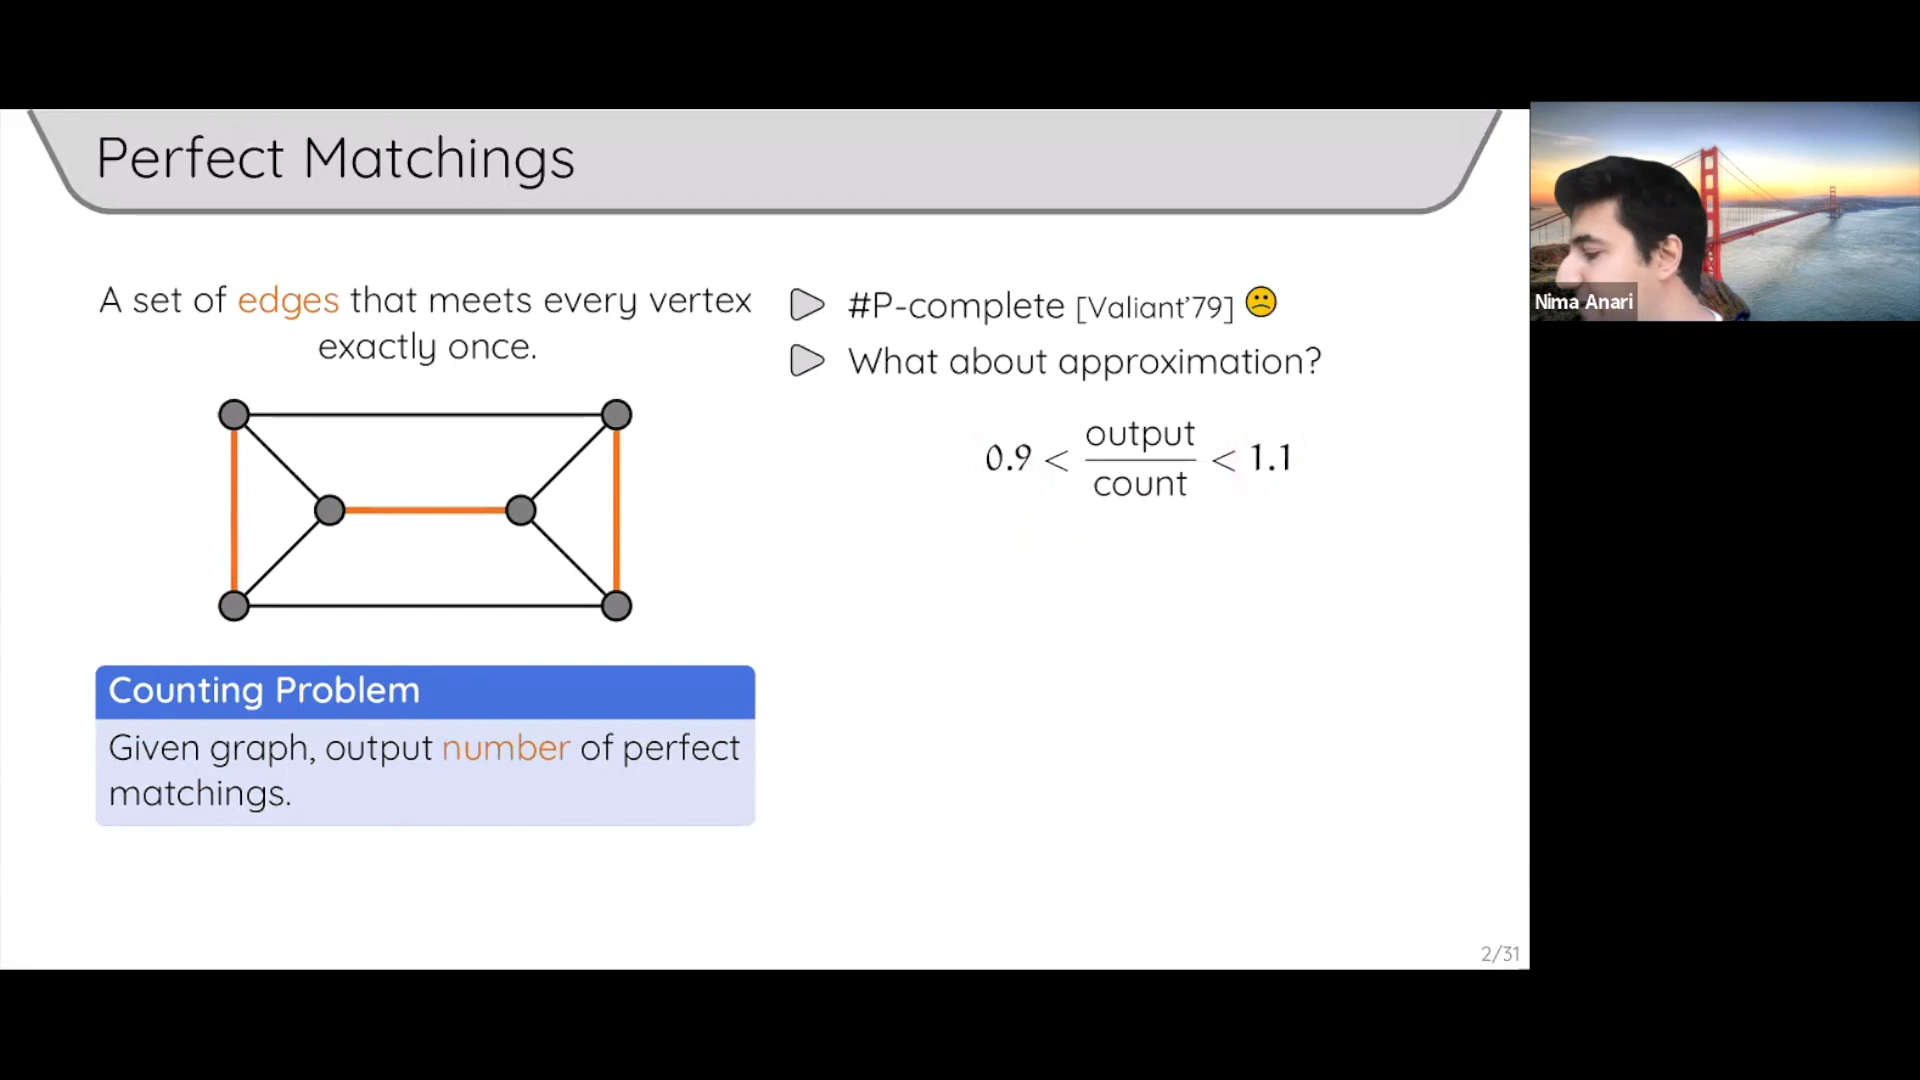 Perfect Matchings
A set of edges that meets every vertex
exactly once.
Counting Problem
Given graph, output number of perfect
matchings.
#P-complete [Valiant'79]
What about approximation?
0.9 < output/count < 1.1
2/31
Nima Anari